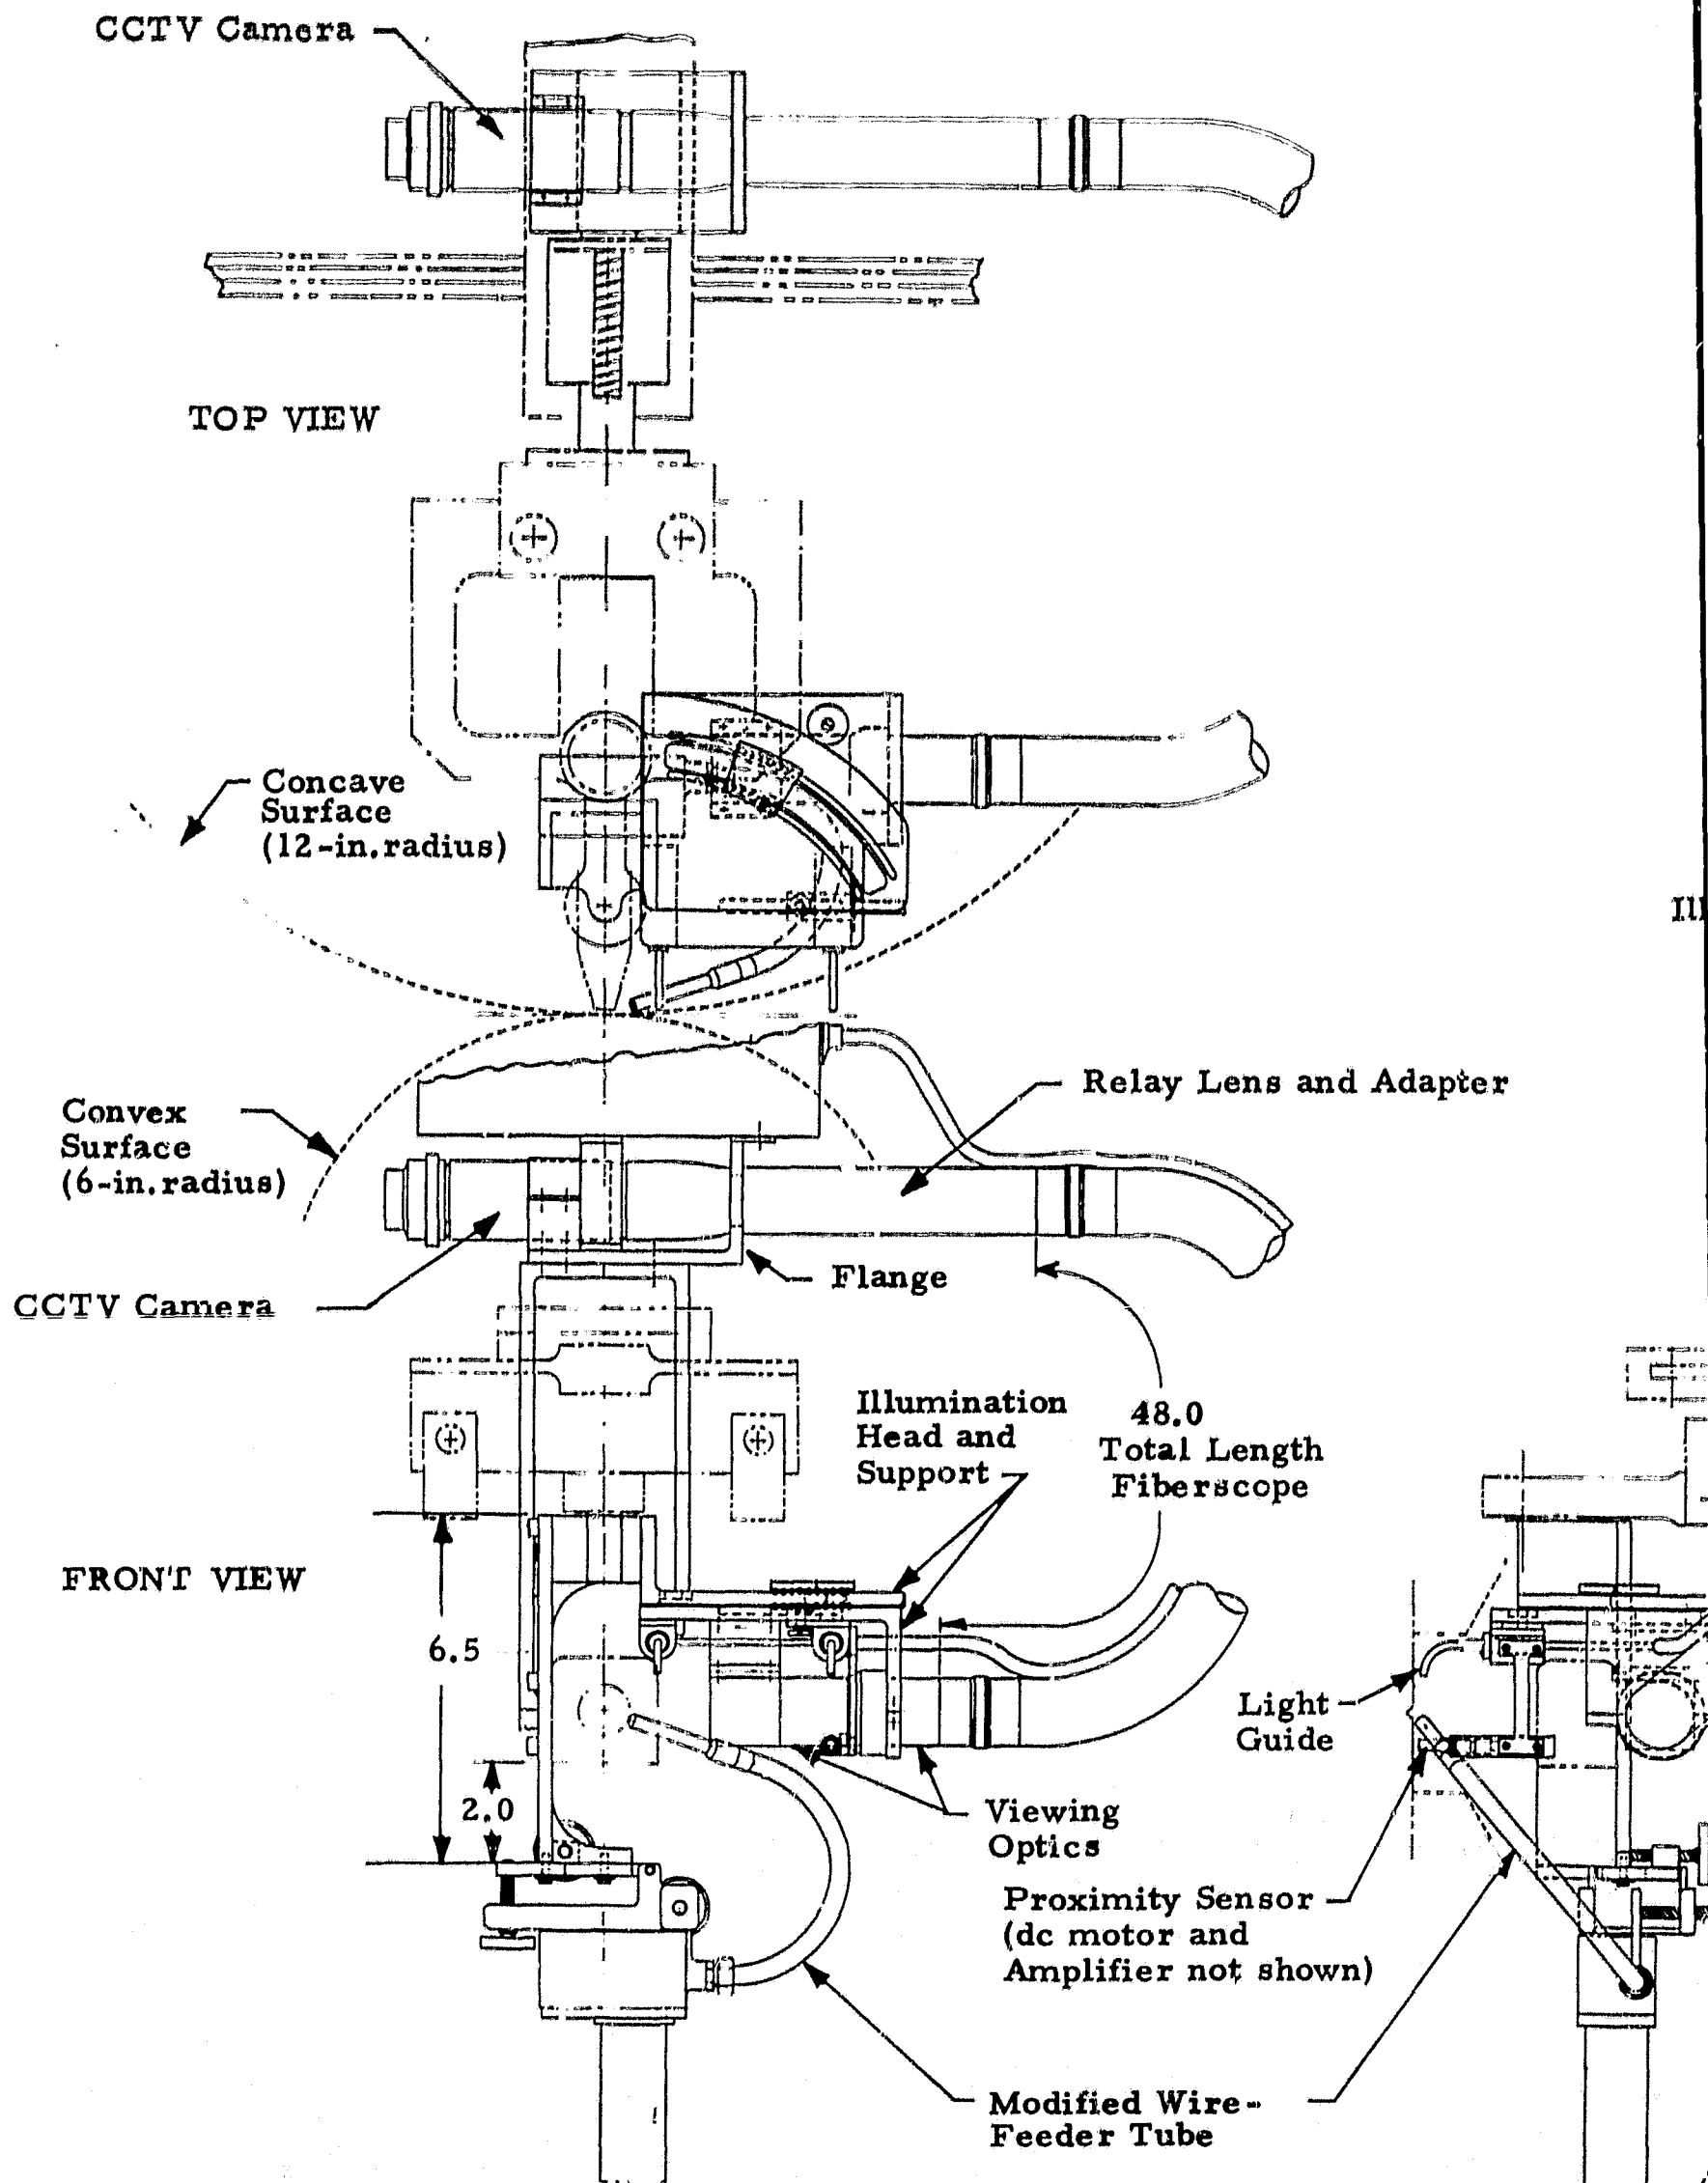 CCTV Camera
TOP VIEW
Concave
Surface
(12-in. radius)
Convex
Surface
(6-in. radius)
Relay Lens and Adapter
Flange
CCTV Camera
Illumination
Head and
Support
48.0
Total Length
Fiberscope
FRONT VIEW
6.5
2.0
Light
Guide
Viewing
Optics
Proximity Sensor
(dc motor and
Amplifier not shown)
Modified Wire-
Feeder Tube